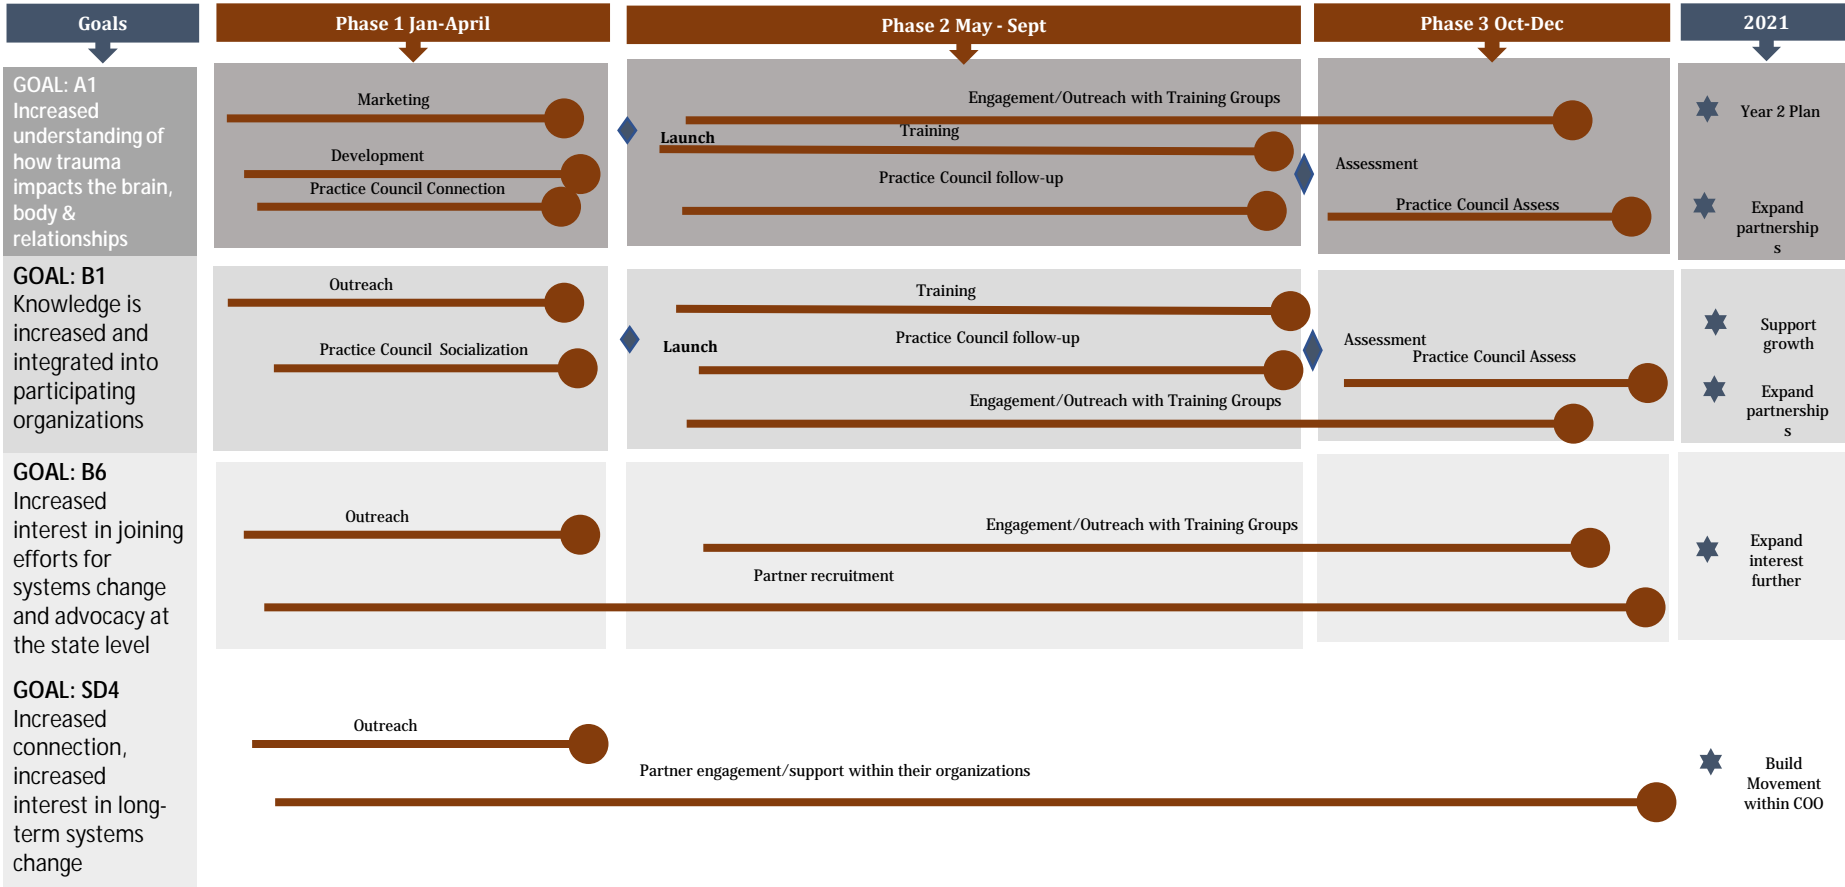 Goals
Phase 1 Jan-April
Phase 2 May - Sept
Phase 3 Oct-Dec
2021
GOAL: A1
Increased
understanding of
how trauma
impacts the brain,
body &
relationships
Marketing
Development
Practice Council Connection
Launch
Engagement/Outreach with Training Groups
Training
Practice Council follow-up
Assessment
Practice Council Assess
Year 2 Plan
Expand
partnership
s
GOAL: B1
Knowledge is
increased and
integrated into
participating
organizations
Outreach
Practice Council Socialization
Launch
Training
Practice Council follow-up
Engagement/Outreach with Training Groups
Assessment
Practice Council Assess
Support
growth
Expand
partnership
s
GOAL: B6
Increased
interest in joining
efforts for
systems change
and advocacy at
the state level
Outreach
Engagement/Outreach with Training Groups
Partner recruitment
Expand
interest
further
GOAL: SD4
Increased
connection,
increased
interest in long-
term systems
change
Outreach
Partner engagement/support within their organizations
Build
Movement
within COO